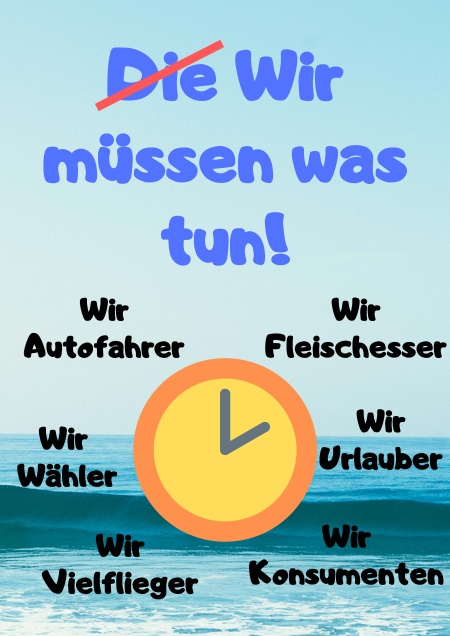 Die Wir
müssen was
tun!
Wir
Autofahrer
Wir
Fleischesser
Wir
Wähler
Wir
Urlauber
Wir
Vielflieger
Wir
Konsumenten